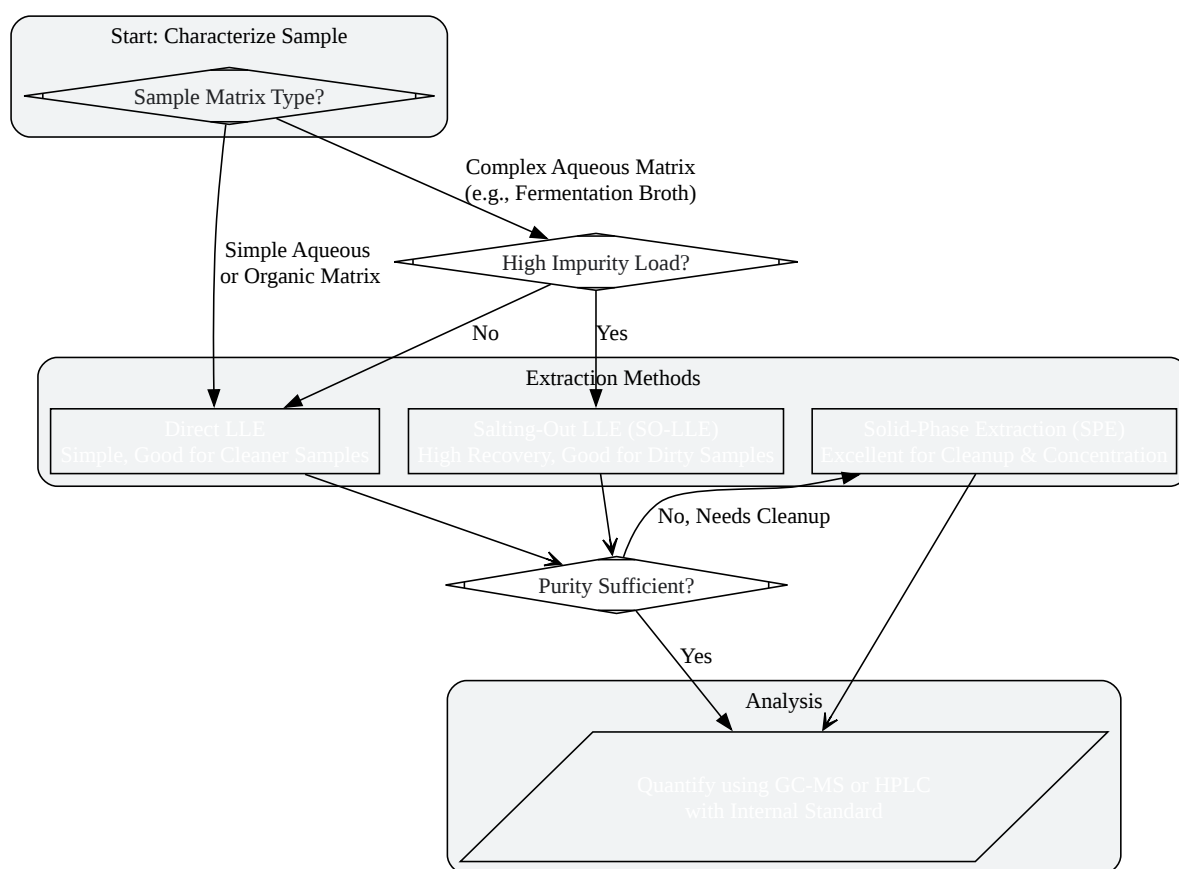 Start: Characterize Sample
Sample Matrix Type?
Complex Aqueous Matrix
(e.g., Fermentation Broth)
Simple Aqueous
or Organic Matrix
High Impurity Load?
No
Yes
Extraction Methods
Direct LLE
Simple, Good for Cleaner Samples
Salting-Out LLE (SO-LLE)
High Recovery, Good for Dirty Samples
Solid-Phase Extraction (SPE)
Excellent for Cleanup & Concentration
No, Needs Cleanup
Purity Sufficient?
Yes
Analysis
Quantify using GC-MS or HPLC
with Internal Standard